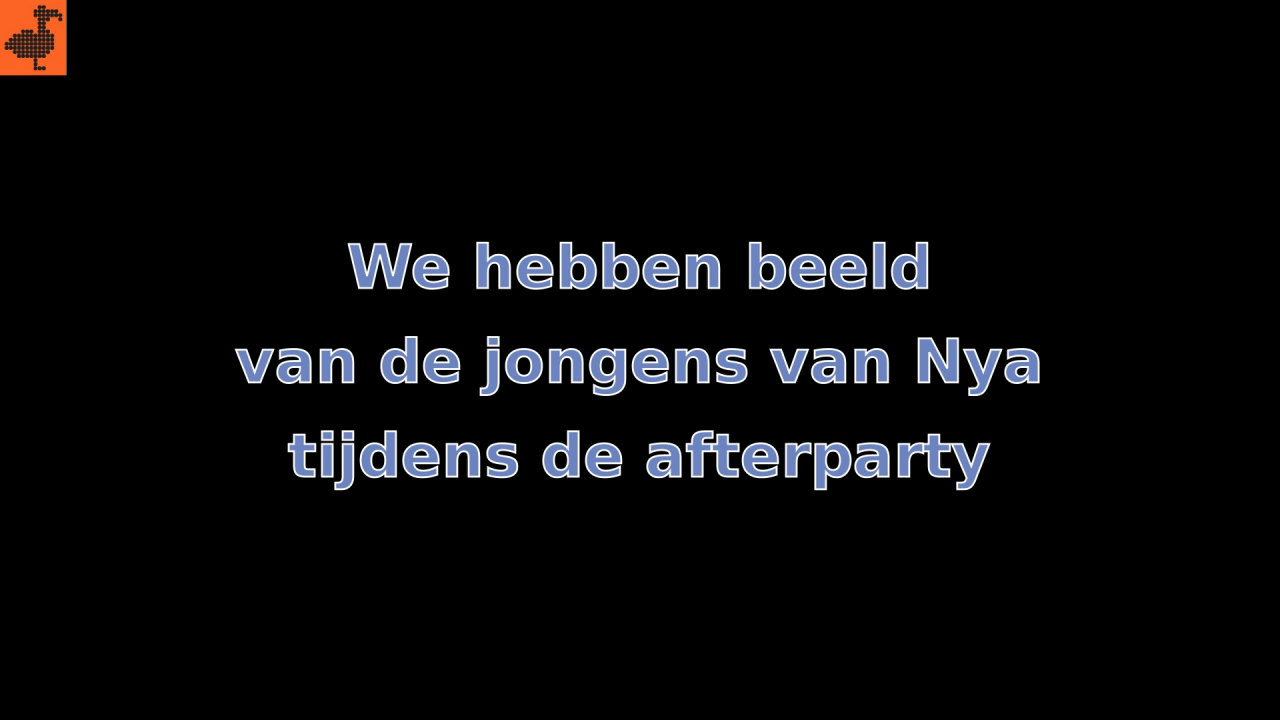 We hebben beeld
van de jongens van Nya
tijdens de afterparty